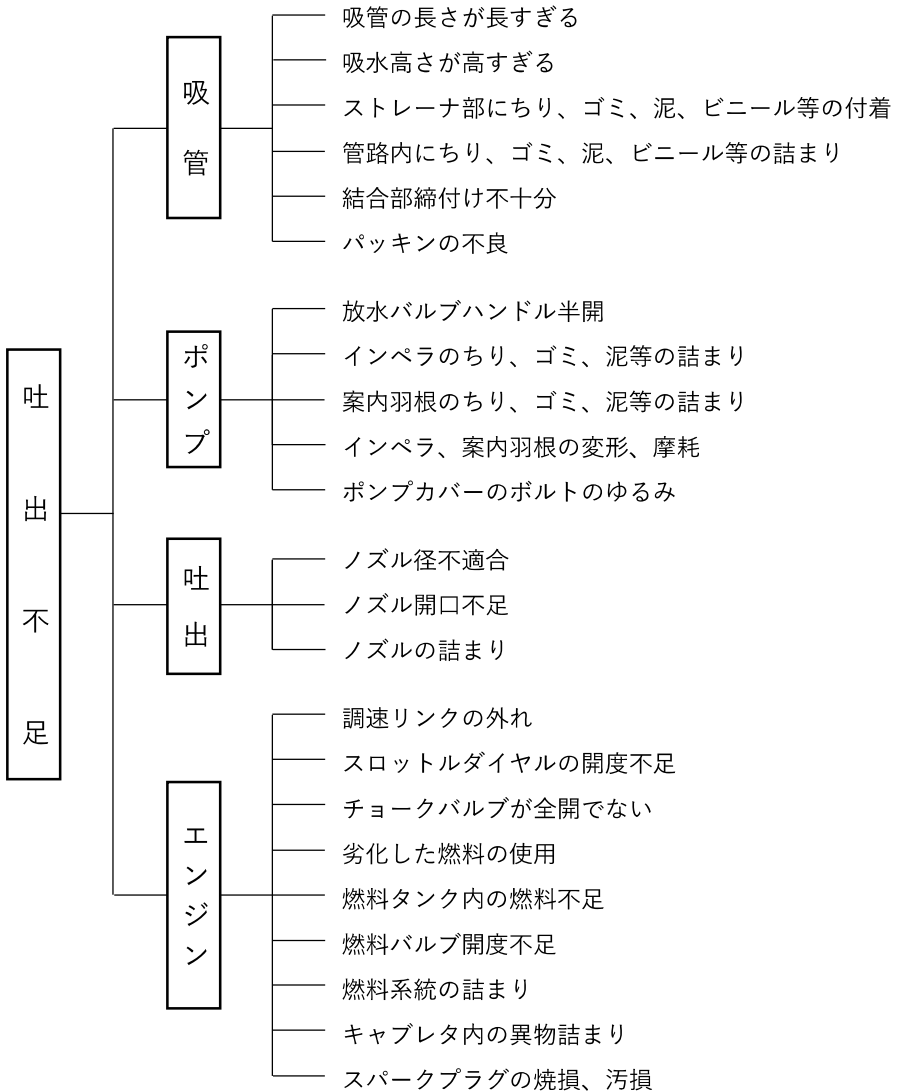 吐出不足
吸管
吸管の長さが長すぎる
吸水高さが高すぎる
ストレーナ部にちり、ゴミ、泥、ビニール等の付着
管路内にちり、ゴミ、泥、ビニール等の詰まり
結合部締付け不十分
パッキンの不良
ポンプ
放水バルブハンドル半開
インペラのちり、ゴミ、泥等の詰まり
案内羽根のちり、ゴミ、泥等の詰まり
インペラ、案内羽根の変形、摩耗
ポンプカバーのボルトのゆるみ
吐出
ノズル径不適合
ノズル開口不足
ノズルの詰まり
エンジン
調速リンクの外れ
スロットルダイヤルの開度不足
チョークバルブが全開でない
劣化した燃料の使用
燃料タンク内の燃料不足
燃料バルブ開度不足
燃料系統の詰まり
キャブレタ内の異物詰まり
スパークプラグの焼損、汚損